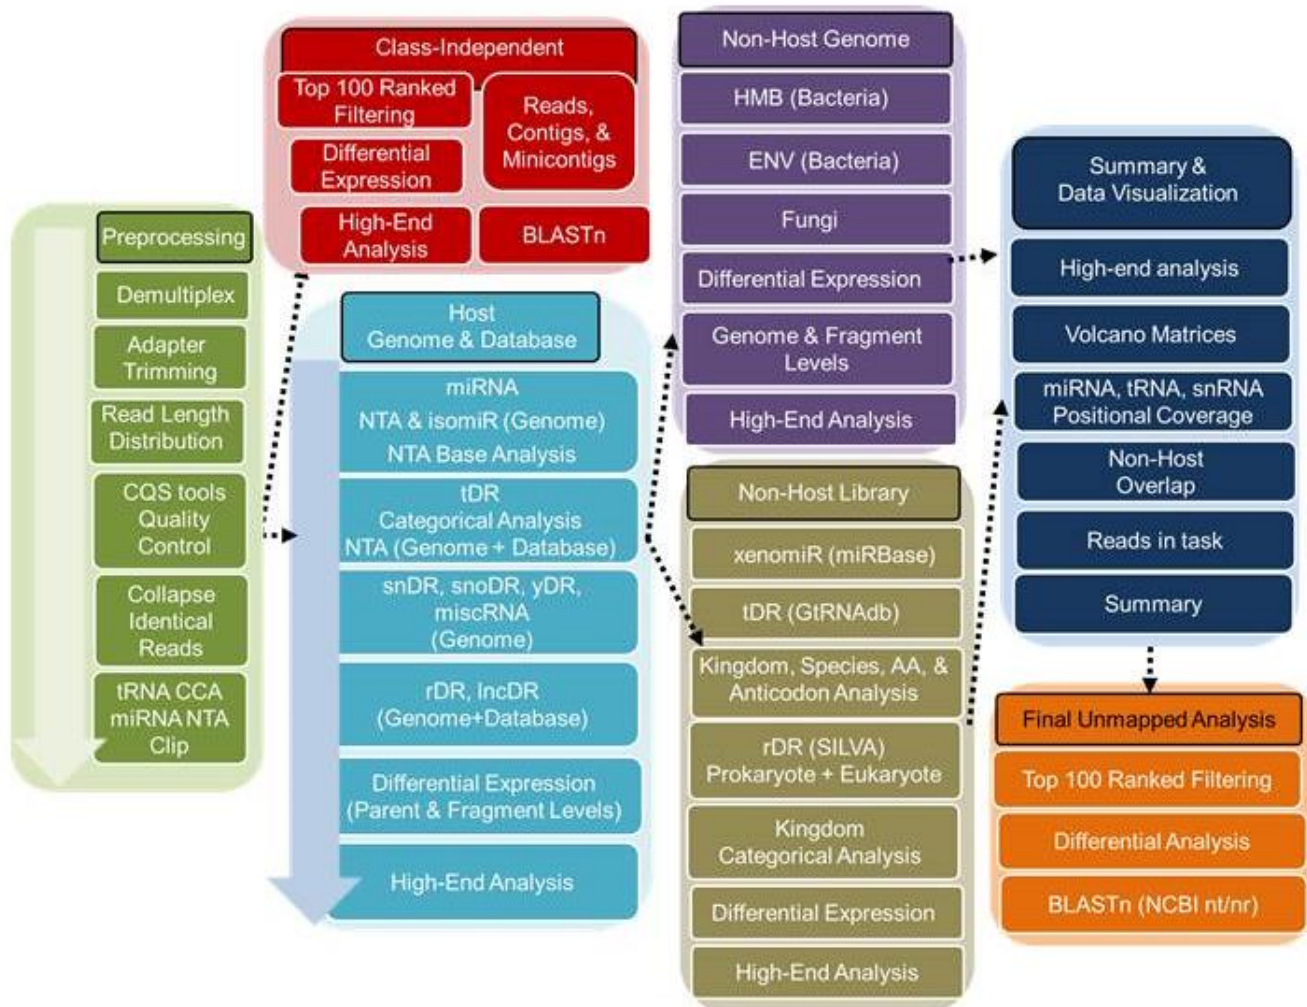 Preprocessing
Demultiplex
Adapter
Trimming
Read Length
Distribution
CQS tools
Quality
Control
Collapse
Identical
Reads
tRNA CCA
miRNA NTA
Clip
Class-Independent
Top 100 Ranked
Filtering
Reads,
Contigs, &
Minicontigs
Differential
Expression
High-End
Analysis
BLASTn
Host
Genome & Database
miRNA
NTA & isomiR (Genome)
NTA Base Analysis
tDR
Categorical Analysis
NTA (Genome + Database)
snDR, snoDR, yDR,
miscRNA
(Genome)
rDR, lncDR
(Genome+Database)
Differential Expression
(Parent & Fragment Levels)
High-End Analysis
Non-Host Genome
HMB (Bacteria)
ENV (Bacteria)
Fungi
Differential Expression
Genome & Fragment
Levels
High-End Analysis
Non-Host Library
xenomiR (miRBase)
tDR (GtRNAdb)
Kingdom, Species, AA, &
Anticodon Analysis
rDR (SILVA)
Prokaryote + Eukaryote
Kingdom
Categorical Analysis
Differential Expression
High-End Analysis
Summary &
Data Visualization
High-end analysis
Volcano Matrices
miRNA, tRNA, snRNA
Positional Coverage
Non-Host
Overlap
Reads in task
Summary
Final Unmapped Analysis
Top 100 Ranked Filtering
Differential Analysis
BLASTn (NCBI nt/nr)